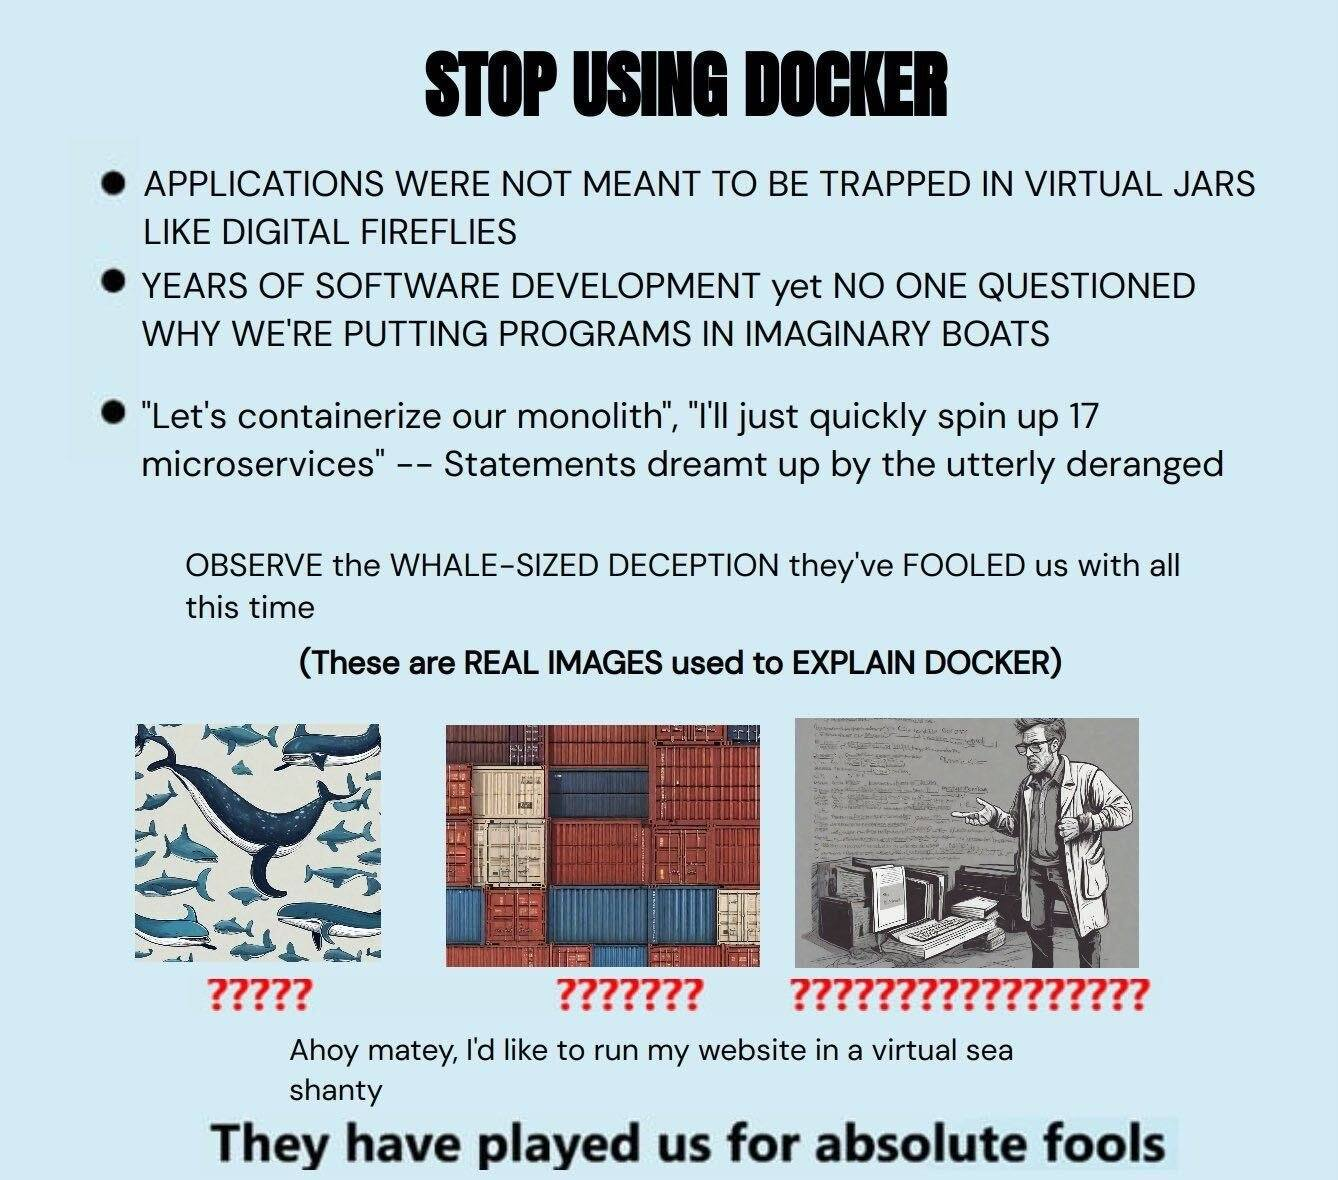 STOP USING DOCKER
● APPLICATIONS WERE NOT MEANT TO BE TRAPPED IN VIRTUAL JARS
LIKE DIGITAL FIREFLIES
● YEARS OF SOFTWARE DEVELOPMENT yet NO ONE QUESTIONED
WHY WE'RE PUTTING PROGRAMS IN IMAGINARY BOATS
● "Let's containerize our monolith", "I'll just quickly spin up 17
microservices" -- Statements dreamt up by the utterly deranged
OBSERVE the WHALE-SIZED DECEPTION they've FOOLED us with all
this time
(These are REAL IMAGES used to EXPLAIN DOCKER)
?????
???????
?????????????????
Ahoy matey, I'd like to run my website in a virtual sea
shanty
They have played us for absolute fools